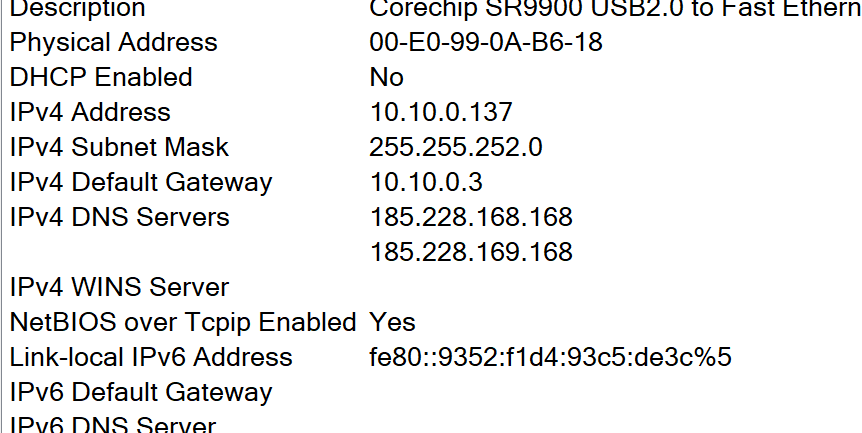 Description Corechip SR9900 USB2.0 to Fast Ethern
Physical Address 00-E0-99-0A-B6-18
DHCP Enabled No
IPv4 Address 10.10.0.137
IPv4 Subnet Mask 255.255.252.0
IPv4 Default Gateway 10.10.0.3
IPv4 DNS Servers 185.228.168.168
185.228.169.168
IPv4 WINS Server
NetBIOS over Tcpip Enabled Yes
Link-local IPv6 Address fe80::9352:f1d4:93c5:de3c%5
IPv6 Default Gateway
IPv6 DNS Server